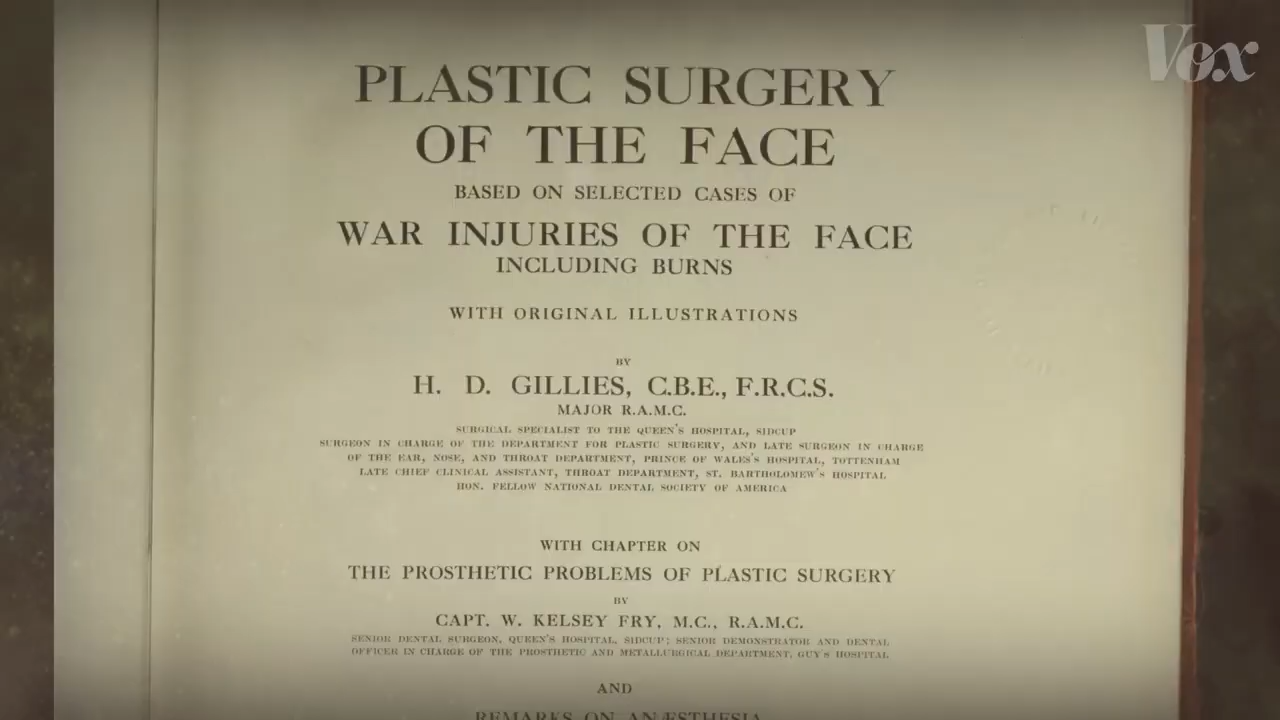 Vox
PLASTIC SURGERY
OF THE FACE
BASED ON SELECTED CASES OF
WAR INJURIES OF THE FACE
INCLUDING BURNS
WITH ORIGINAL ILLUSTRATIONS
BY
H. D. GILLIES, C.B.E., F.R.C.S.
MAJOR R.A.M.C.
SURGICAL SPECIALIST TO THE QUEEN'S HOSPITAL, SIDCUP
SURGEON IN CHARGE OF THE DEPARTMENT FOR PLASTIC SURGERY, AND LATE SURGEON IN CHARGE
OF THE EAR, NOSE, AND THROAT DEPARTMENT, PRINCE OF WALES'S HOSPITAL, TOTTENHAM
LATE CHIEF CLINICAL ASSISTANT, THROAT DEPARTMENT, ST. BARTHOLOMEW'S HOSPITAL
HON. FELLOW NATIONAL DENTAL SOCIETY OF AMERICA
WITH CHAPTER ON
THE PROSTHETIC PROBLEMS OF PLASTIC SURGERY
BY
CAPT. W. KELSEY FRY, M.C., R.A.M.C.
SENIOR DENTAL SURGEON, QUEEN'S HOSPITAL, SIDCUP; SENIOR DEMONSTRATOR AND DENTAL
OFFICER IN CHARGE OF THE PROSTHETIC AND METALLURGICAL DEPARTMENT, GUY'S HOSPITAL
AND
REMARKS ON ANÆSTHESIA